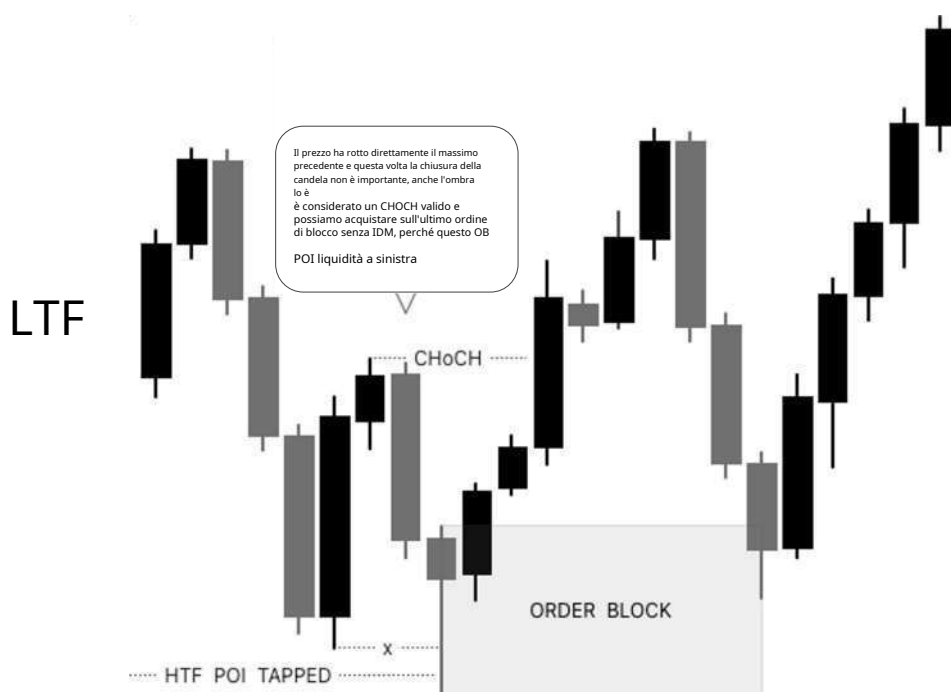 Il prezzo ha rotto direttamente il massimo
precedente e questa volta la chiusura della
candela non è importante, anche l'ombra
lo è
è considerato un CHOCH valido e
possiamo acquistare sull'ultimo ordine
di blocco senza IDM, perché questo OB
POI liquidità a sinistra
LTF
CHoCH
ORDER BLOCK
x
HTF POI TAPPED